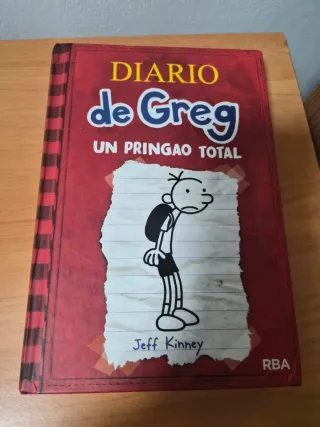 DIARIO
de Greg
UN PRINGAO TOTAL
Jeff Kinney
RBA